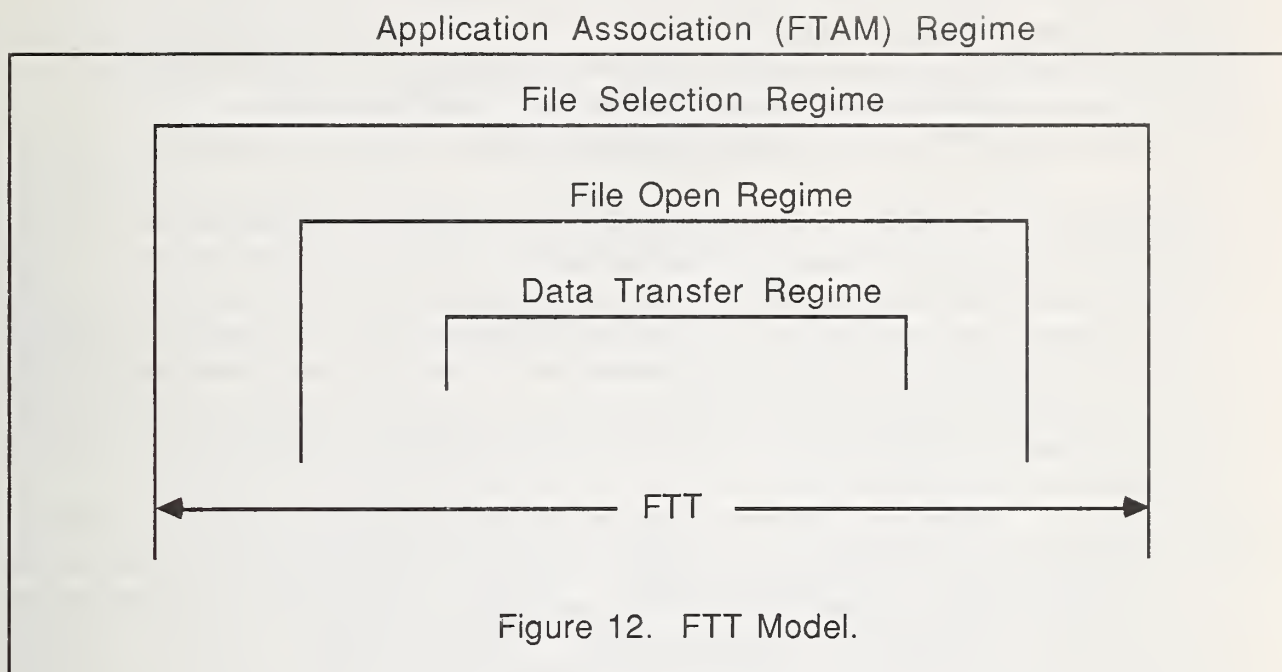 Application Association (FTAM) Regime
File Selection Regime
File Open Regime
Data Transfer Regime
FTT
Figure 12. FTT Model.